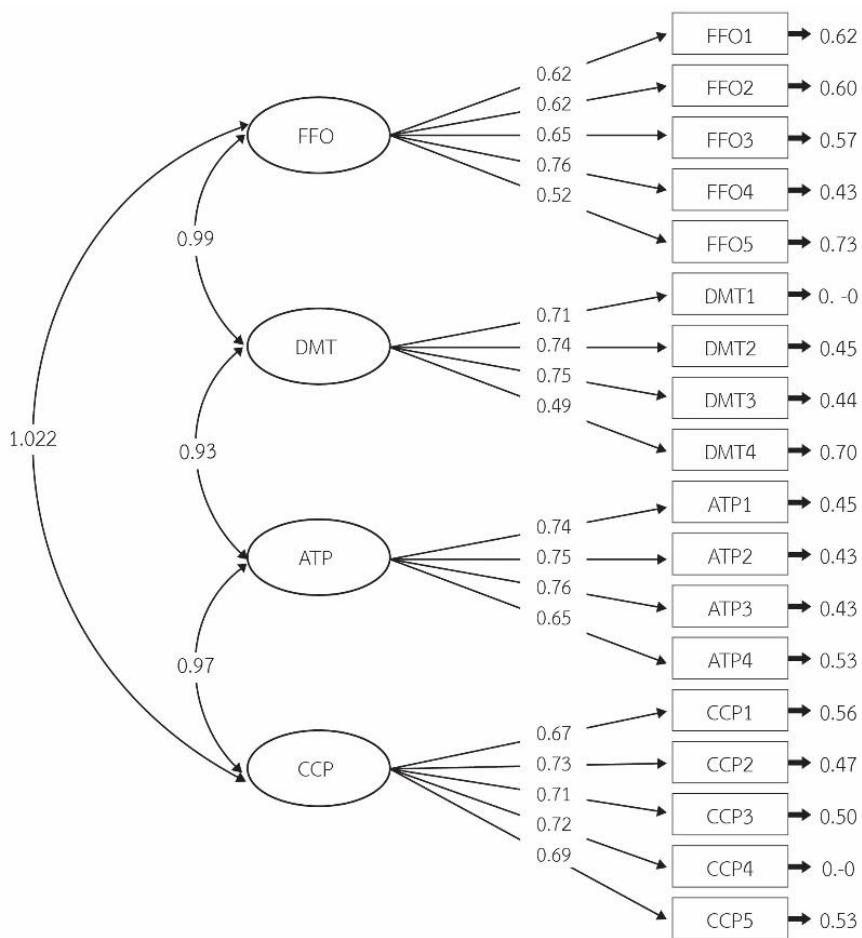 FFO1 0.62
0.62
FFO2 0.60
0.62
FFO
0.65
FFO3 0.57
0.76
FFO4 0.43
0.52
FFO5 0.73
0.99
DMT1 0. -0
0.71
DMT
0.74
DMT2 0.45
0.75
DMT3 0.44
0.49
DMT4 0.70
1.022
0.93
ATP1 0.45
0.74
ATP
0.75
ATP2 0.43
0.76
ATP3 0.43
0.65
ATP4 0.53
0.97
CCP1 0.56
0.67
CCP
0.73
CCP2 0.47
0.71
CCP3 0.50
0.72
CCP4 0.-0
0.69
CCP5 0.53